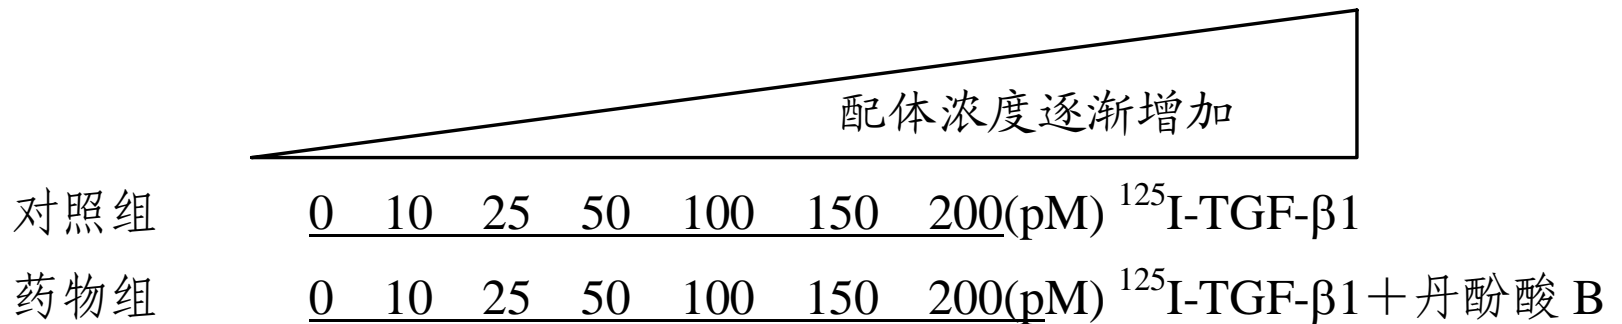 配体浓度逐渐增加
对照组 0 10 25 50 100 150 200(pM) ¹²⁵I-TGF-β1
药物组 0 10 25 50 100 150 200(pM) ¹²⁵I-TGF-β1＋丹酚酸 B